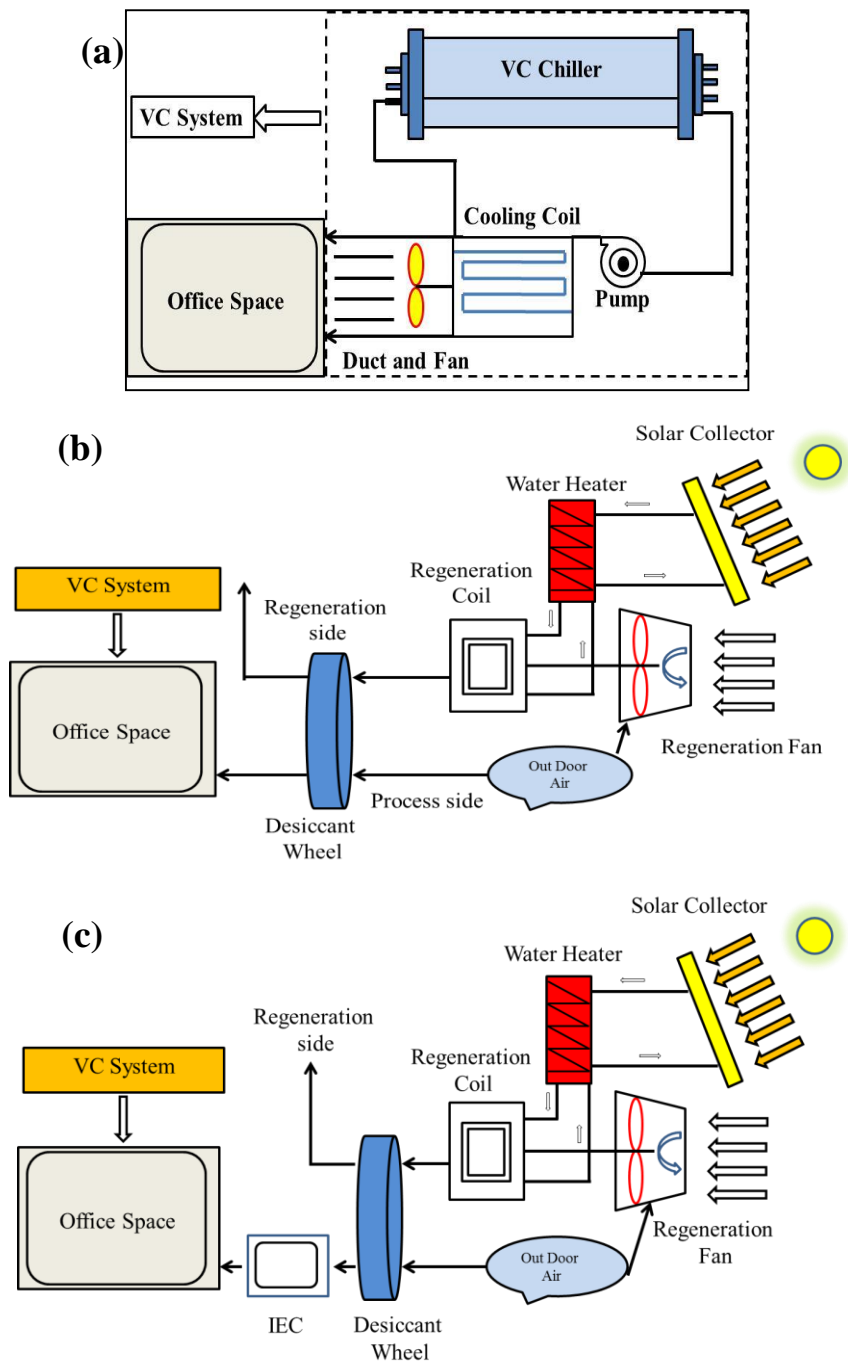 (a)
VC Chiller
VC System
Cooling Coil
Office Space
Pump
Duct and Fan
(b)
Solar Collector
Water Heater
VC System
Regeneration
side
Regeneration
Coil
Office Space
Out Door
Air
Regeneration Fan
Process side
Desiccant
Wheel
(c)
Solar Collector
Water Heater
Regeneration
side
VC System
Regeneration
Coil
Office Space
Out Door
Air
Regeneration
Fan
IEC
Desiccant
Wheel